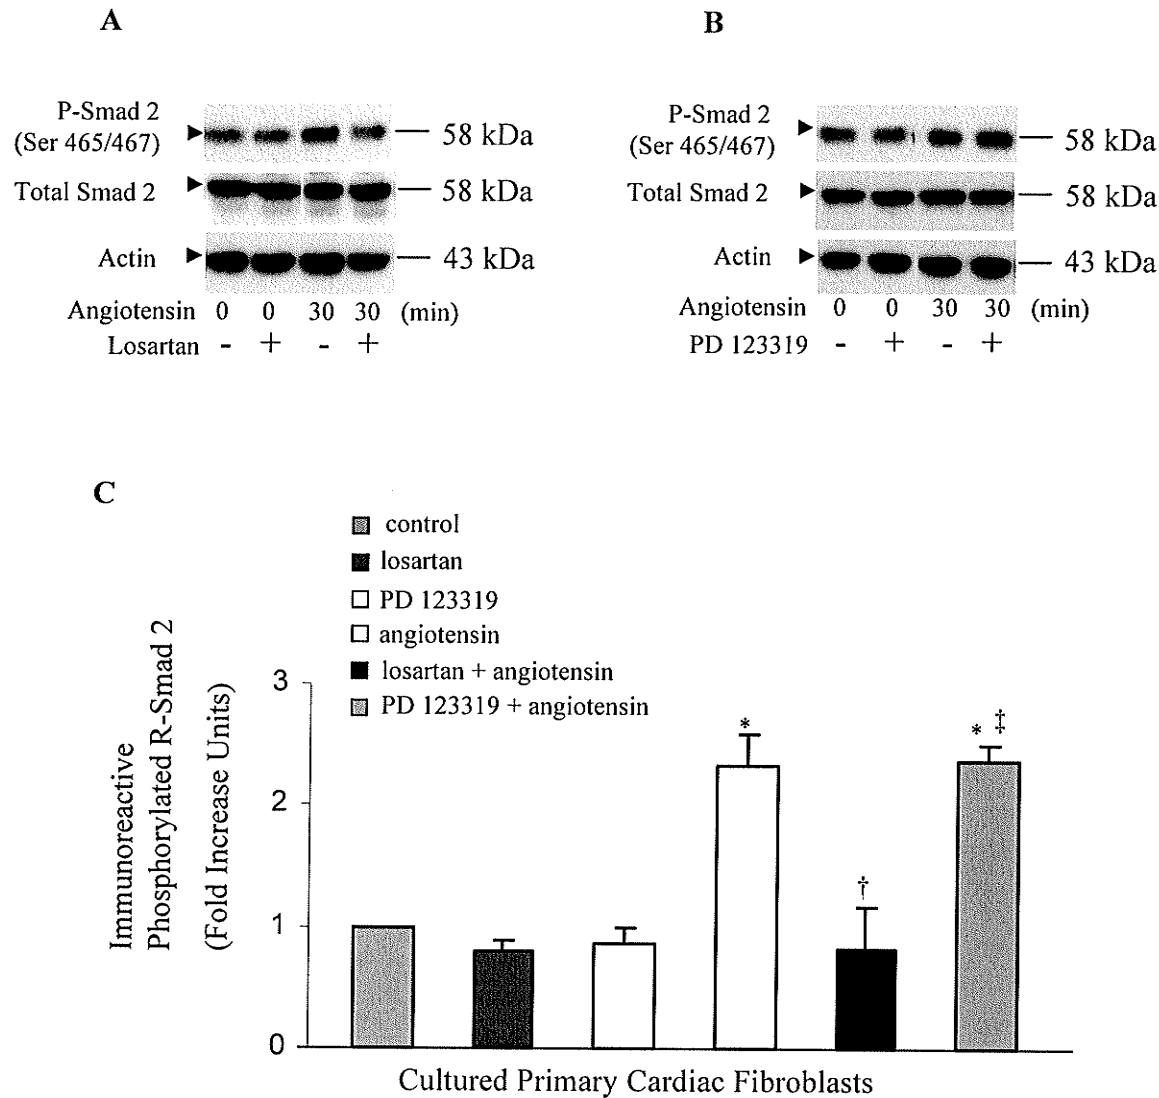 A
P-Smad 2
(Ser 465/467)
58 kDa
Total Smad 2
58 kDa
Actin
43 kDa
Angiotensin 0 0 30 30 (min)
Losartan - + - +
B
P-Smad 2
(Ser 465/467)
58 kDa
Total Smad 2
58 kDa
Actin
43 kDa
Angiotensin 0 0 30 30 (min)
PD 123319 - + - +
C
control
losartan
PD 123319
angiotensin
losartan + angiotensin
PD 123319 + angiotensin
Immunoreactive
Phosphorylated R-Smad 2
(Fold Increase Units)
3
2
1
0
*
†
* ‡
Cultured Primary Cardiac Fibroblasts